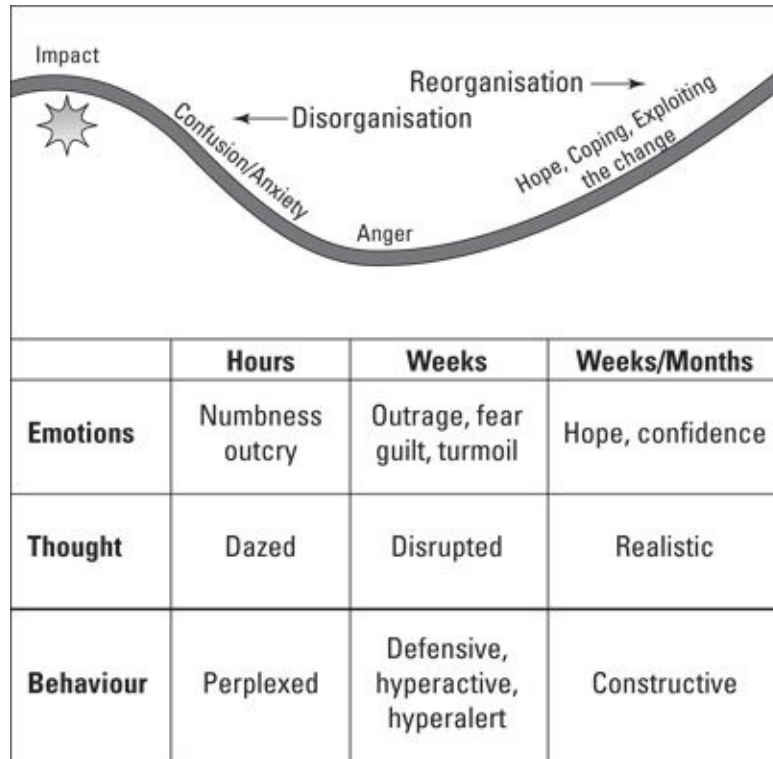 Impact
Reorganisation
Disorganisation
Confusion/Anxiety
Hope, Coping, Exploiting
the change
Anger
Hours Weeks Weeks/Months
Emotions
Numbness
outcry
Outrage, fear
guilt, turmoil
Hope, confidence
Thought Dazed Disrupted Realistic
Behaviour
Perplexed
Defensive,
hyperactive,
hyperalert
Constructive